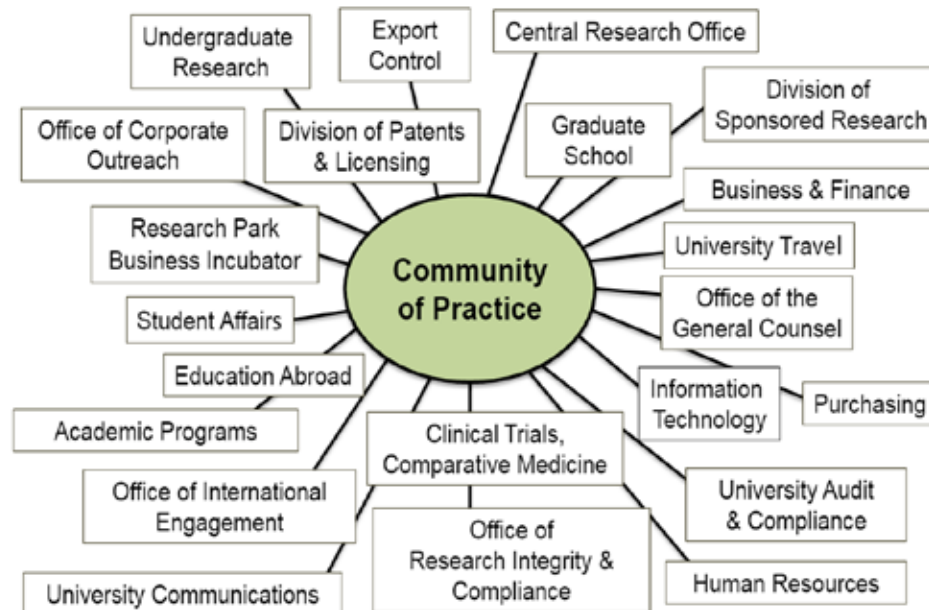 Undergraduate
Research
Export
Control
Central Research Office
Division of
Sponsored Research
Office of Corporate
Outreach
Division of Patents
& Licensing
Graduate
School
Business & Finance
Research Park
Business Incubator
University Travel
Community
of Practice
Student Affairs
Office of the
General Counsel
Education Abroad
Information
Technology
Purchasing
Academic Programs
Clinical Trials,
Comparative Medicine
Office of International
Engagement
University Audit
& Compliance
Office of
Research Integrity &
Compliance
University Communications
Human Resources